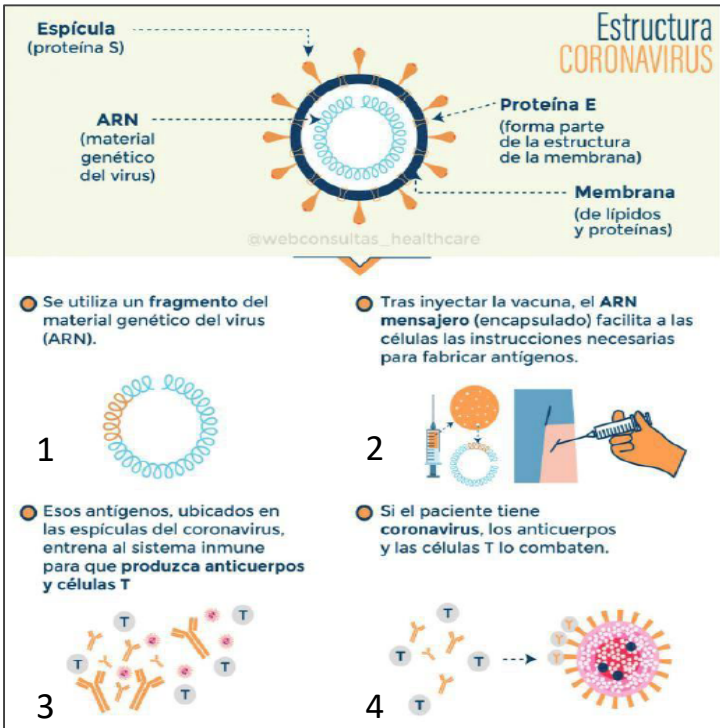 Estructura
CORONAVIRUS
Espícula
(proteína S)
ARN
(material
genético
del virus)
Proteína E
(forma parte
de la estructura
de la membrana)
Membrana
(de lípidos
y proteínas)
@webconsultas_healthcare
Se utiliza un fragmento del
material genético del virus
(ARN).
1
Tras inyectar la vacuna, el ARN
mensajero (encapsulado) facilita a las
células las instrucciones necesarias
para fabricar antígenos.
2
Esos antígenos, ubicados en
las espículas del coronavirus,
entrena al sistema inmune
para que produzca anticuerpos
y células T
T
T
T
T
T
3
Si el paciente tiene
coronavirus, los anticuerpos
y las células T lo combaten.
T
T
T
T
4